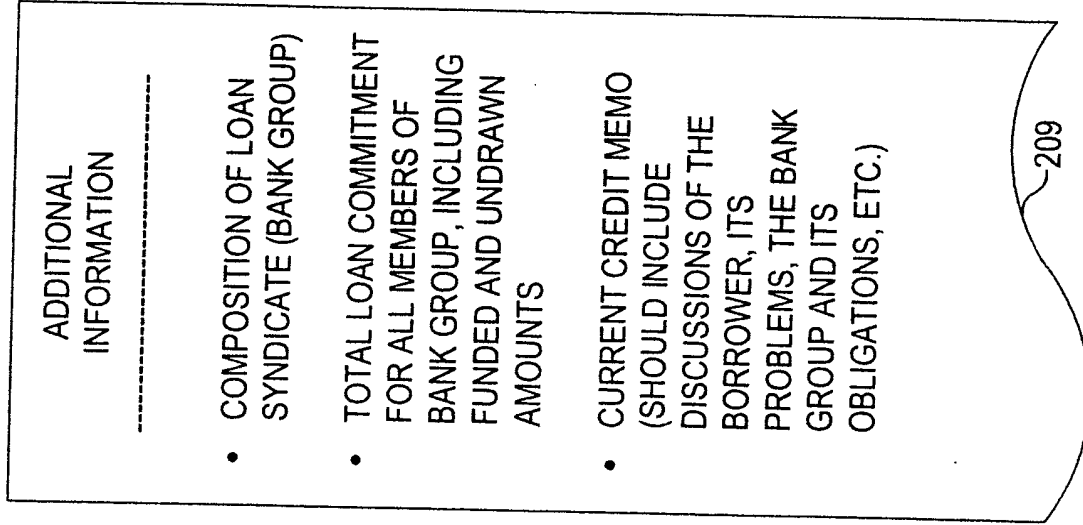 ADDITIONAL
INFORMATION
• COMPOSITION OF LOAN
SYNDICATE (BANK GROUP)
• TOTAL LOAN COMMITMENT
FOR ALL MEMBERS OF
BANK GROUP, INCLUDING
FUNDED AND UNDRAWN
AMOUNTS
• CURRENT CREDIT MEMO
(SHOULD INCLUDE
DISCUSSIONS OF THE
BORROWER, ITS
PROBLEMS, THE BANK
GROUP AND ITS
OBLIGATIONS, ETC.)
209